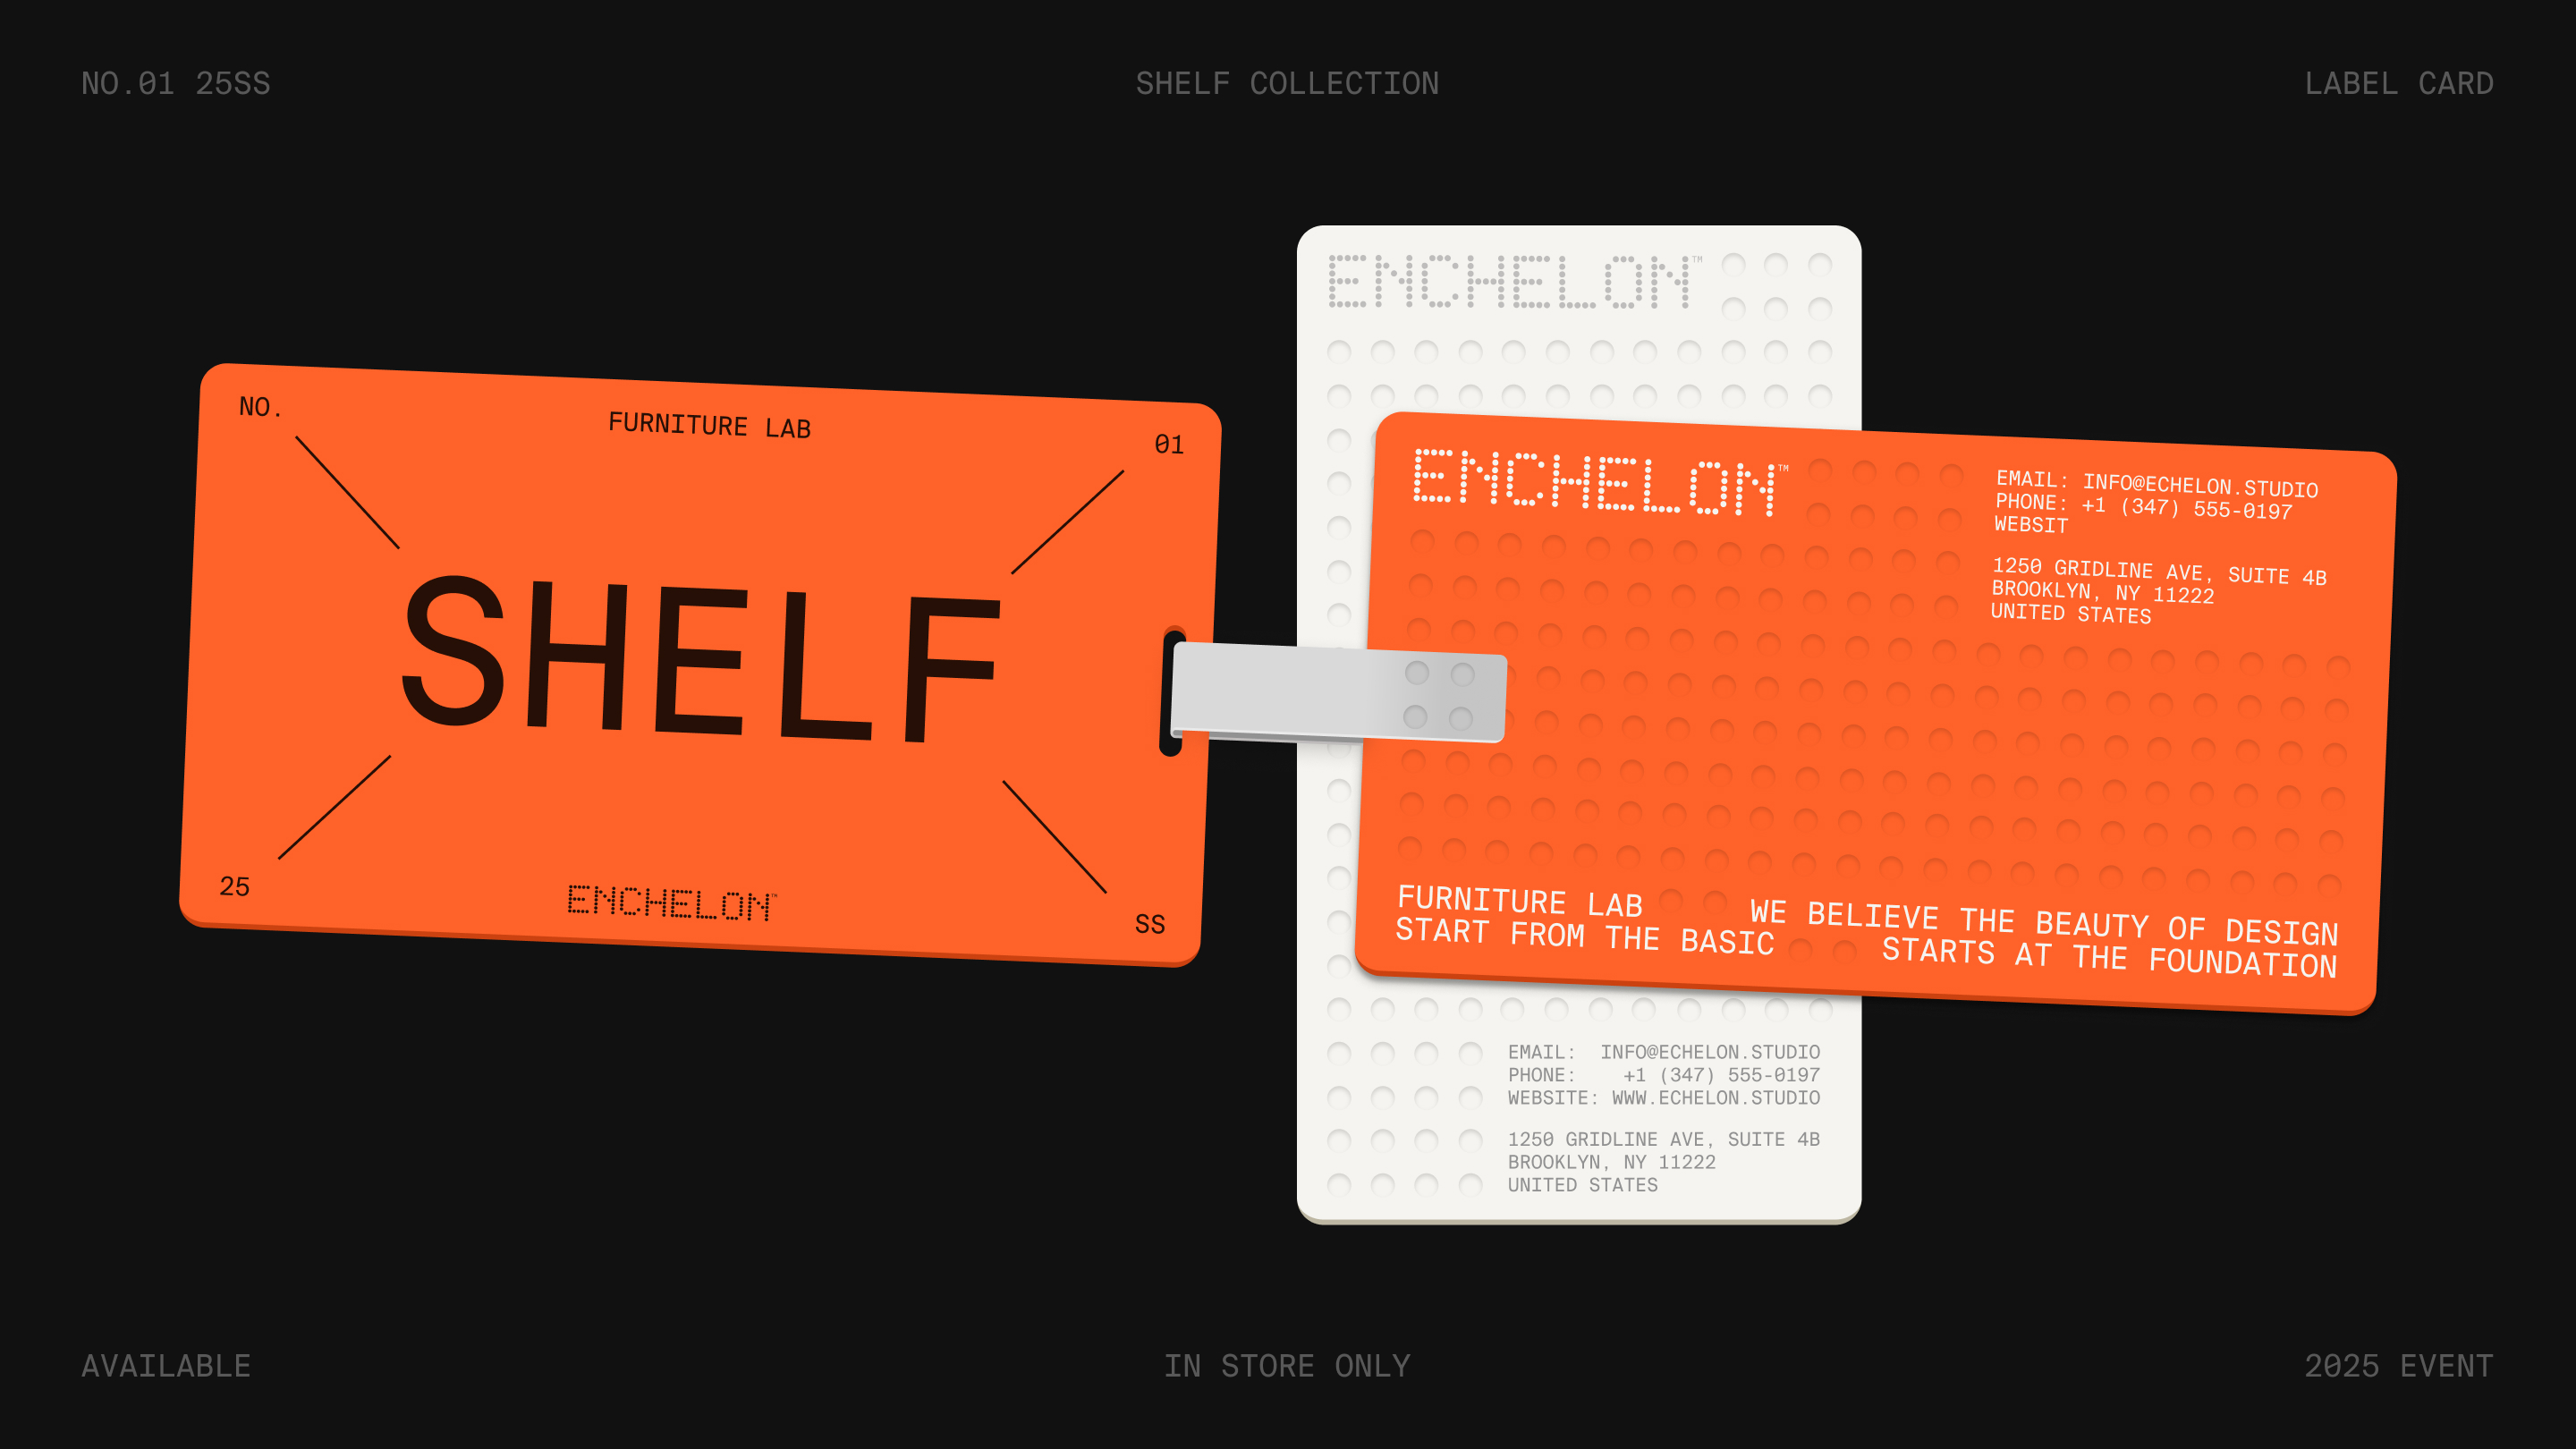 NO.01 25SS
SHELF COLLECTION
LABEL CARD
NO.
FURNITURE LAB
01
SHELF
25
ENCHELON™
SS
ENCHELON™
EMAIL: INFO@ECHELON.STUDIO
PHONE: +1 (347) 555-0197
WEBSITE: WWW.ECHELON.STUDIO
1250 GRIDLINE AVE, SUITE 4B
BROOKLYN, NY 11222
UNITED STATES
ENCHELON™
EMAIL: INFO@ECHELON.STUDIO
PHONE: +1 (347) 555-0197
WEBSIT
1250 GRIDLINE AVE, SUITE 4B
BROOKLYN, NY 11222
UNITED STATES
FURNITURE LAB
START FROM THE BASIC
WE BELIEVE THE BEAUTY OF DESIGN
STARTS AT THE FOUNDATION
AVAILABLE
IN STORE ONLY
2025 EVENT